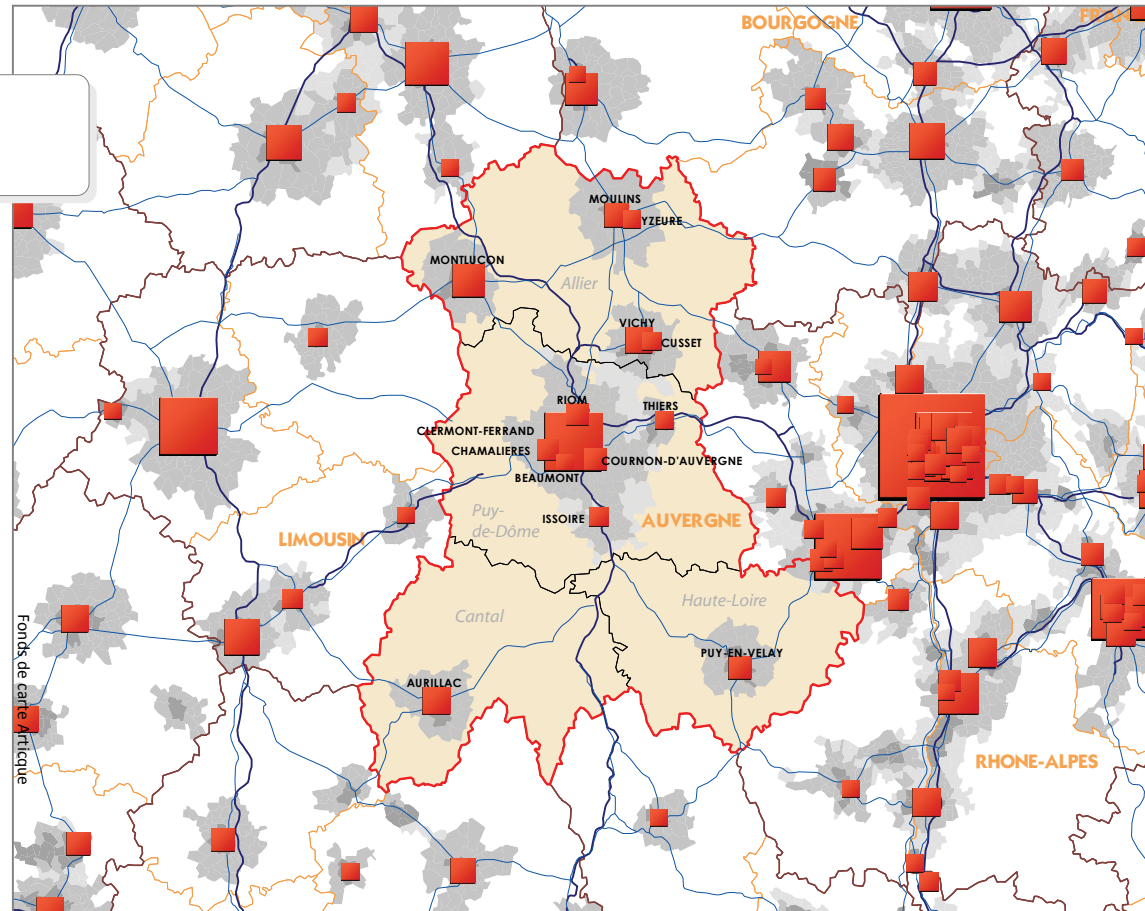 BOURGOGNE
MOULINS
YZEURE
MONTLUCON
Allier
VICHY
CUSSET
RIOM
THIERS
CLERMONT-FERRAND
CHAMALIERES
COURNON-D'AUVERGNE
BEAUMONT
Puy-
de-Dôme
ISSOIRE
AUVERGNE
LIMOUSIN
Cantal
Haute-Loire
PUY-EN-VELAY
AURILLAC
RHONE-ALPES
Fonds de carte Articque